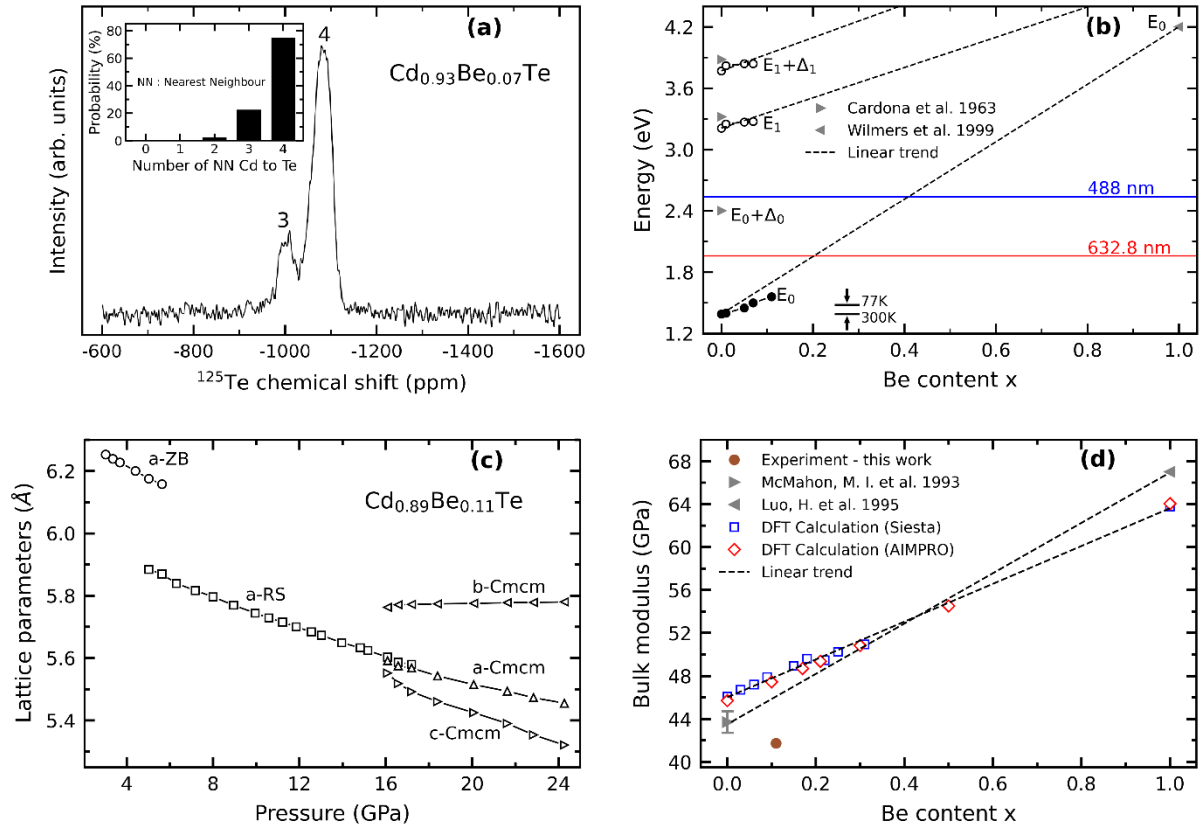 (a)
Cd0.93Be0.07Te
NN : Nearest Neighbour
Probability (%)
80
60
40
20
0
0 1 2 3 4
Number of NN Cd to Te
3
4
Intensity (arb. units)
-600 -800 -1000 -1200 -1400 -1600
125Te chemical shift (ppm)
(b)
E0
E1+Δ1
E1
Cardona et al. 1963
Wilmers et al. 1999
Linear trend
488 nm
E0+Δ0
632.8 nm
E0
77K
300K
Energy (eV)
4.2
3.6
3.0
2.4
1.8
1.2
0.0 0.2 0.4 0.6 0.8 1.0
Be content x
(c)
a-ZB
Cd0.89Be0.11Te
a-RS
b-Cmcm
a-Cmcm
c-Cmcm
Lattice parameters (Å)
6.2
6.0
5.8
5.6
5.4
4 8 12 16 20 24
Pressure (GPa)
(d)
Experiment - this work
McMahon, M. I. et al. 1993
Luo, H. et al. 1995
DFT Calculation (Siesta)
DFT Calculation (AIMPRO)
Linear trend
Bulk modulus (GPa)
68
64
60
56
52
48
44
40
0.0 0.2 0.4 0.6 0.8 1.0
Be content x